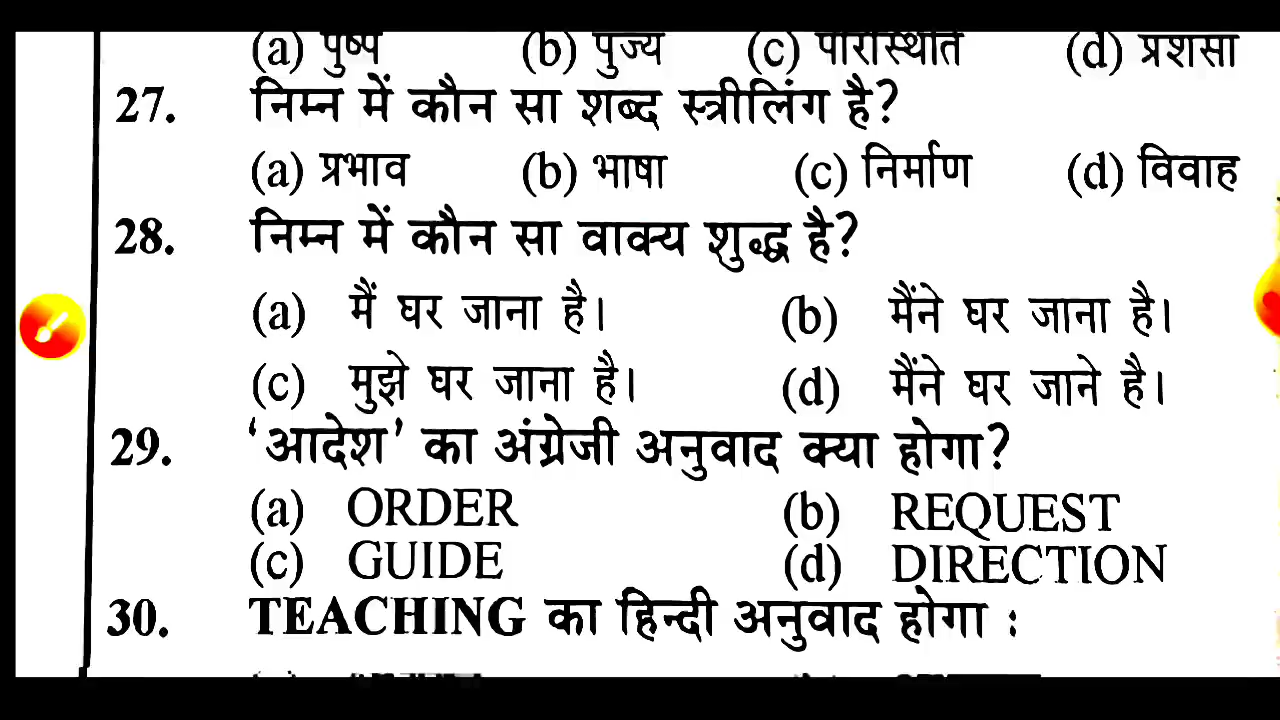 (a) पुष्प (b) पुज्य (c) परिस्थिति (d) प्रशंसा
27. निम्न में कौन सा शब्द स्त्रीलिंग है?
(a) प्रभाव (b) भाषा (c) निर्माण (d) विवाह
28. निम्न में कौन सा वाक्य शुद्ध है?
(a) मैं घर जाना है। (b) मैंने घर जाना है।
(c) मुझे घर जाना है। (d) मैंने घर जाने है।
29. ‘आदेश’ का अंग्रेजी अनुवाद क्या होगा?
(a) ORDER (b) REQUEST
(c) GUIDE (d) DIRECTION
30. TEACHING का हिन्दी अनुवाद होगा :